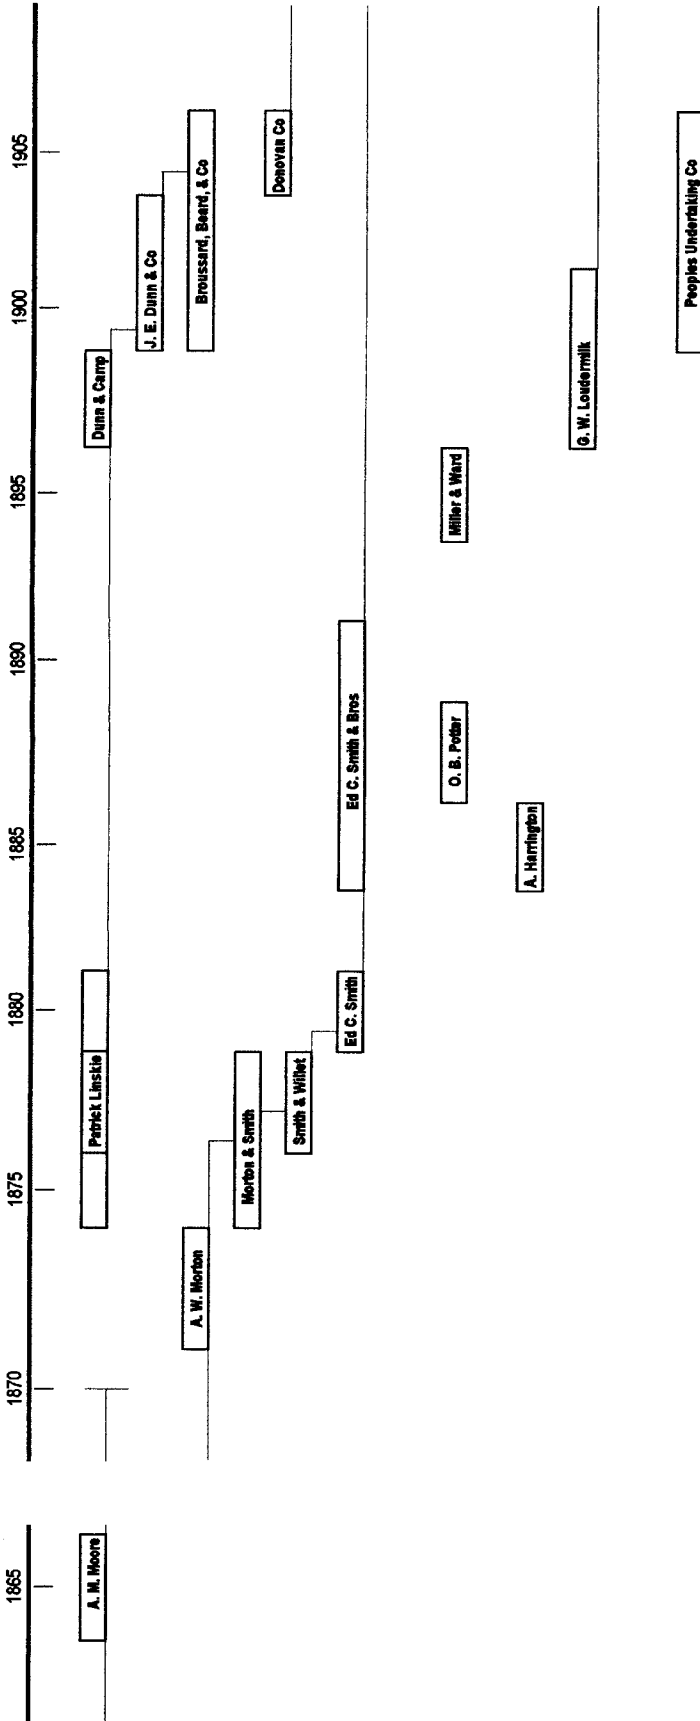 1865
1870
1875
1880
1885
1890
1895
1900
1905
A. M. Moore
Patrick Linskie
Dunn & Camp
J. E. Dunn & Co
A. W. Morton
Broussard, Beard, & Co
Morton & Smith
Donovan Co
Smith & Willet
Ed C. Smith
Ed C. Smith & Bros
O. B. Potter
Miller & Ward
A. Harrington
G. W. Loudermilk
Peoples Undertaking Co